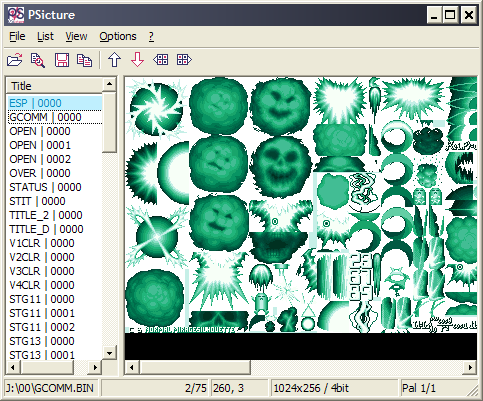 PSicture
File List View Options ?
Title
ESP | 0000
GCOMM | 0000
OPEN | 0000
OPEN | 0001
OPEN | 0002
OVER | 0000
STATUS | 0000
STIT | 0000
TITLE_2 | 0000
TITLE_D | 0000
V1CLR | 0000
V2CLR | 0000
V3CLR | 0000
V4CLR | 0000
STG11 | 0000
STG11 | 0001
STG11 | 0002
STG13 | 0000
STG13 | 0001
J:\00\GCOMM.BIN 2/75 260, 3 1024x256 / 4bit Pal 1/1